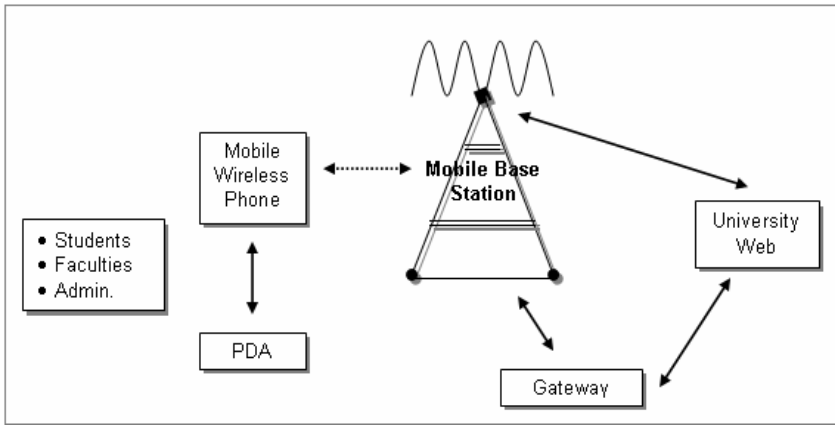 Mobile
Wireless
Phone
Mobile Base
Station
University
Web
• Students
• Faculties
• Admin.
PDA
Gateway